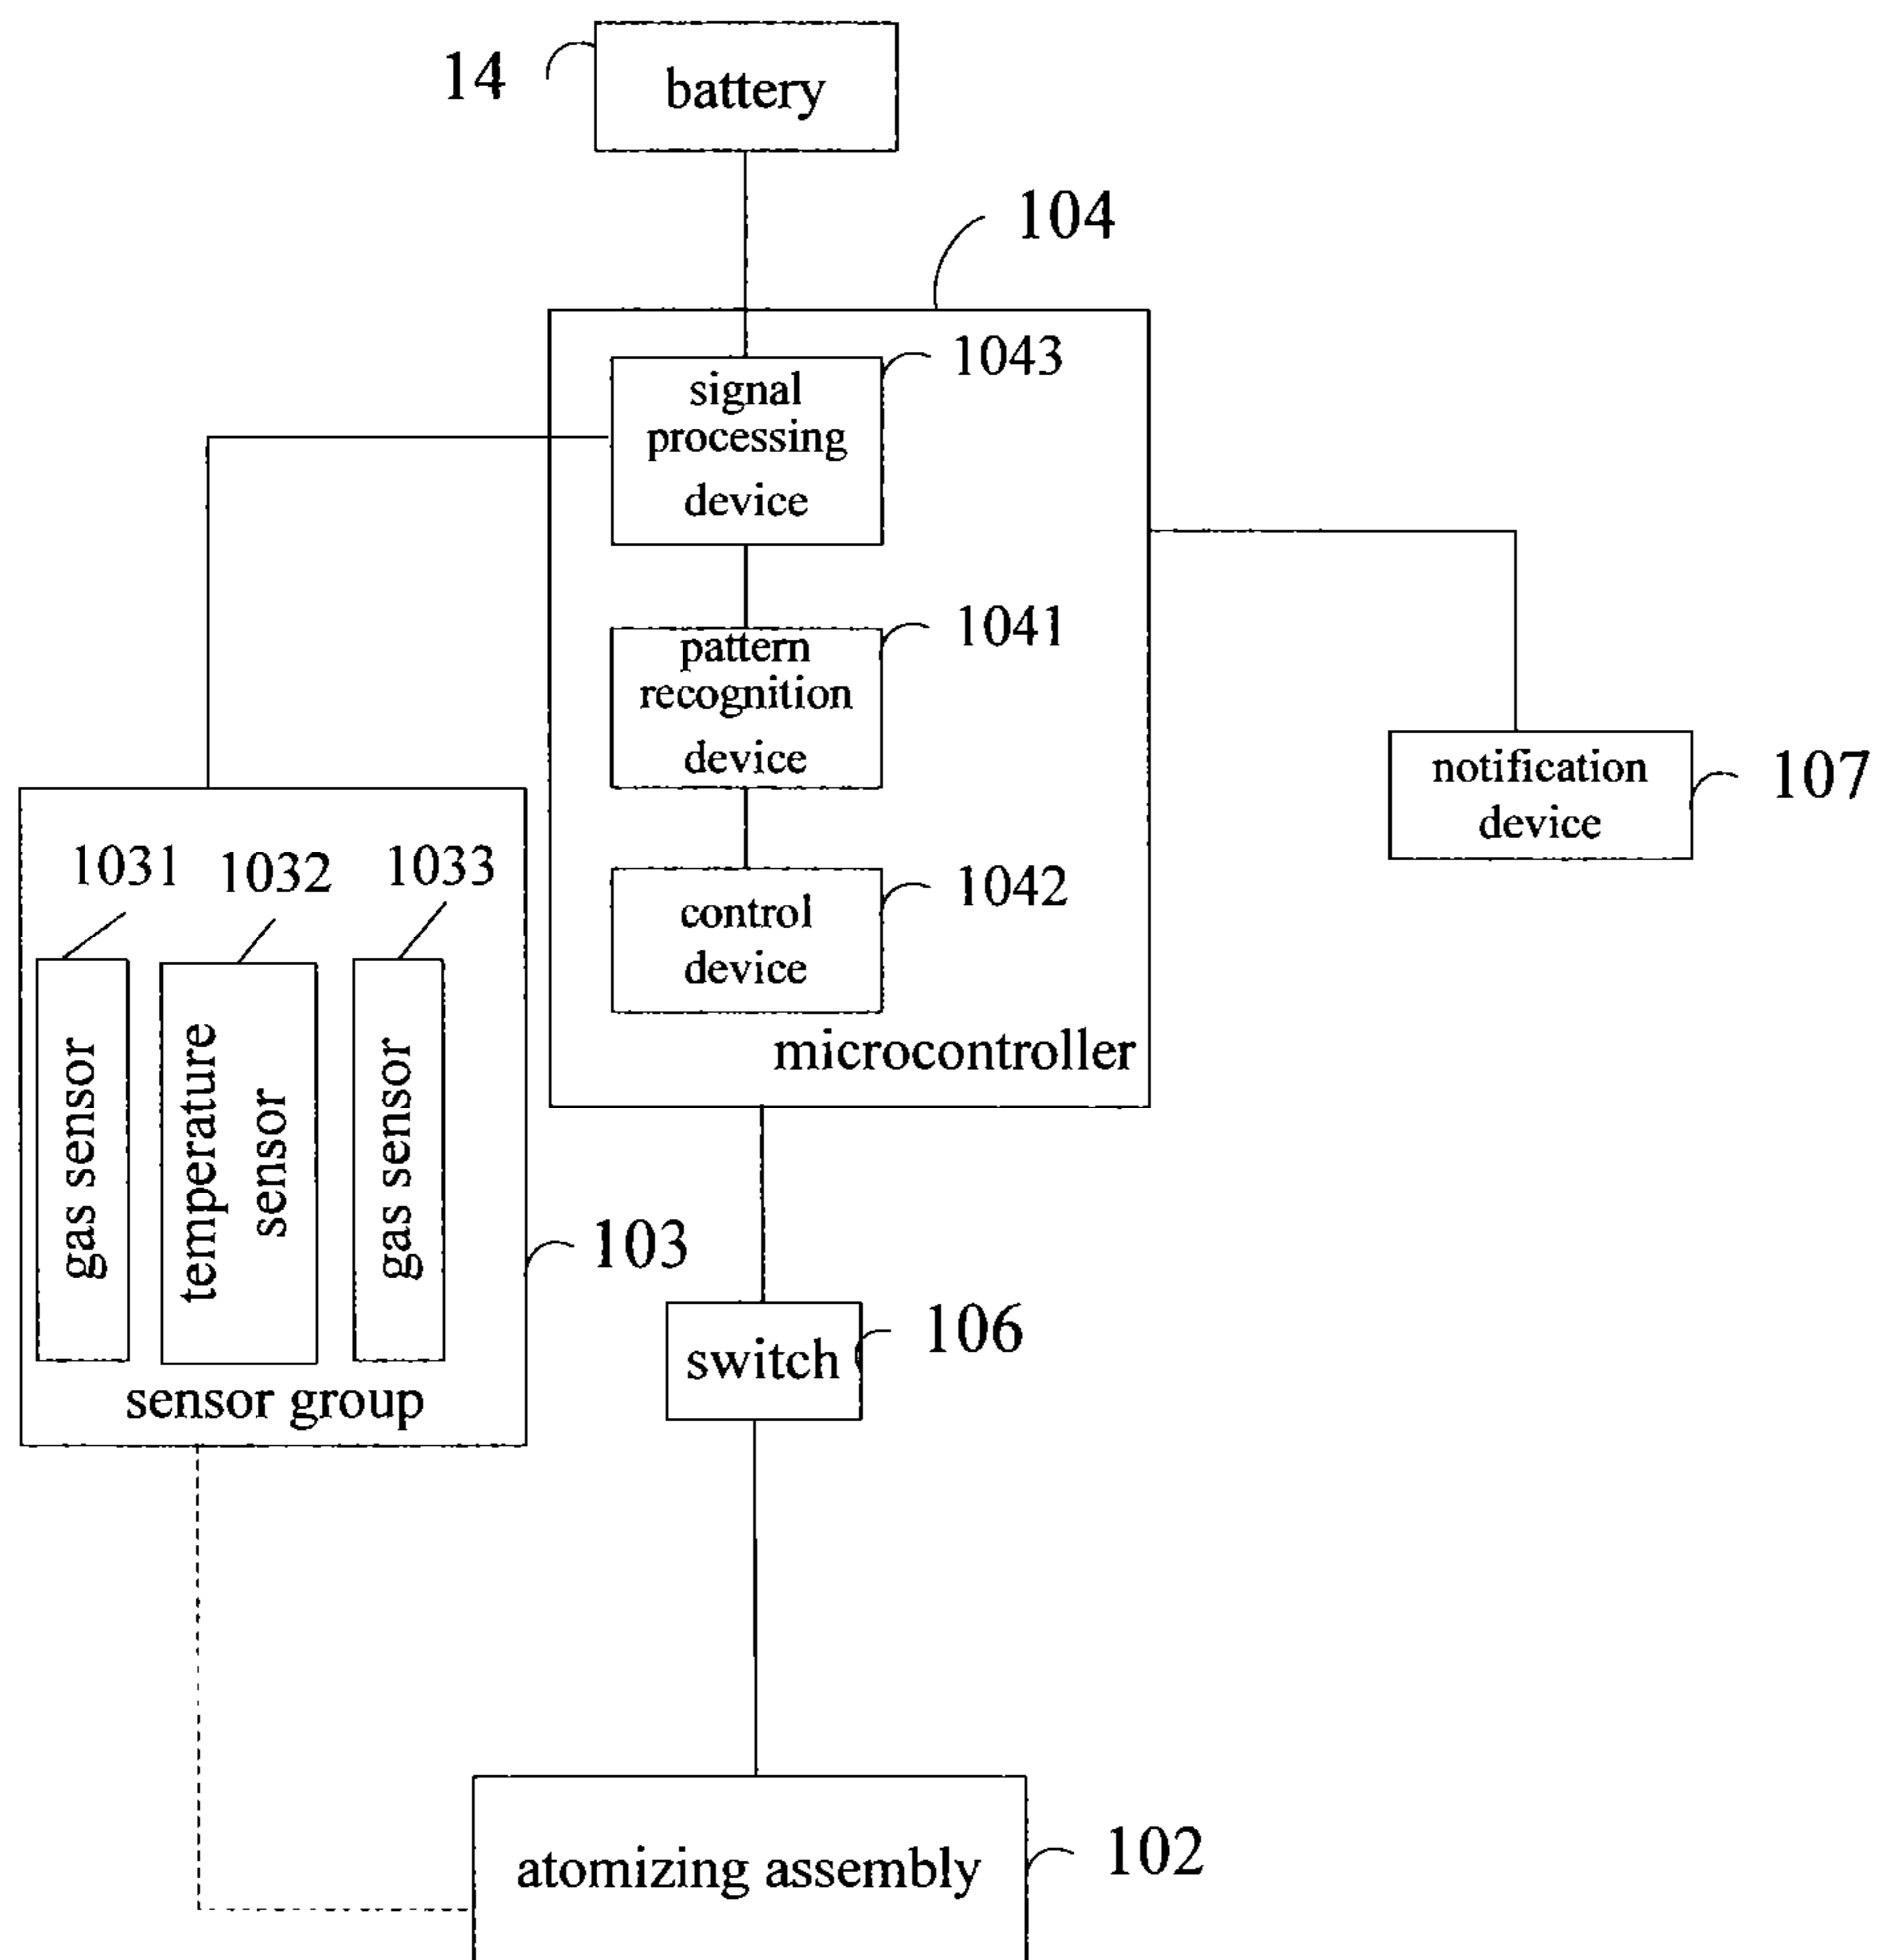 14
battery
104
1043
signal
processing
device
1041
pattern
recognition
device
107
notification
device
1042
control
device
microcontroller
1031
1032
1033
gas sensor
temperature
sensor
gas sensor
sensor group
103
106
switch
102
atomizing assembly